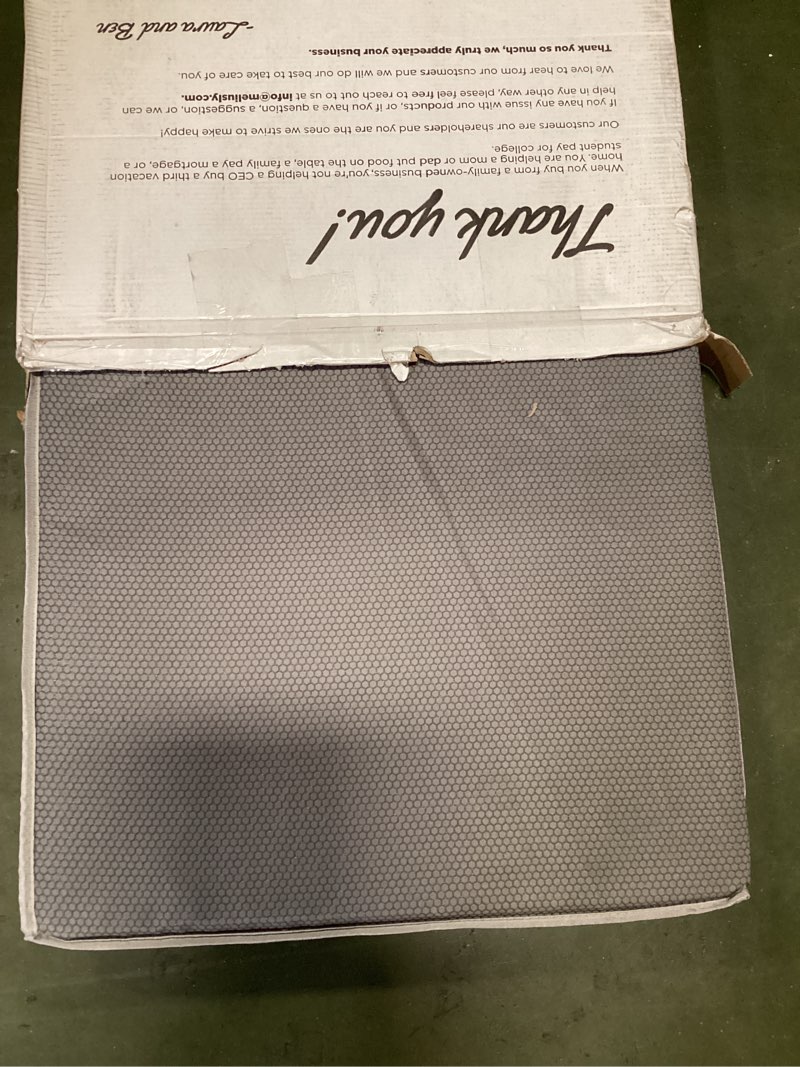 Thank you!
When you buy from a family-owned business, you're not helping a CEO buy a third vacation
home. You are helping a mom or dad put food on the table, a family pay a mortgage, or a
student pay for college.
Our customers are our shareholders and you are the ones we strive to make happy!
If you have any issue with our products, or if you have a question, a suggestion, or we can
help in any other way, please feel free to reach out to us at info@mellusly.com.
We love to hear from our customers and we will do our best to take care of you.
Thank you so much, we truly appreciate your business.
-Laura and Ben